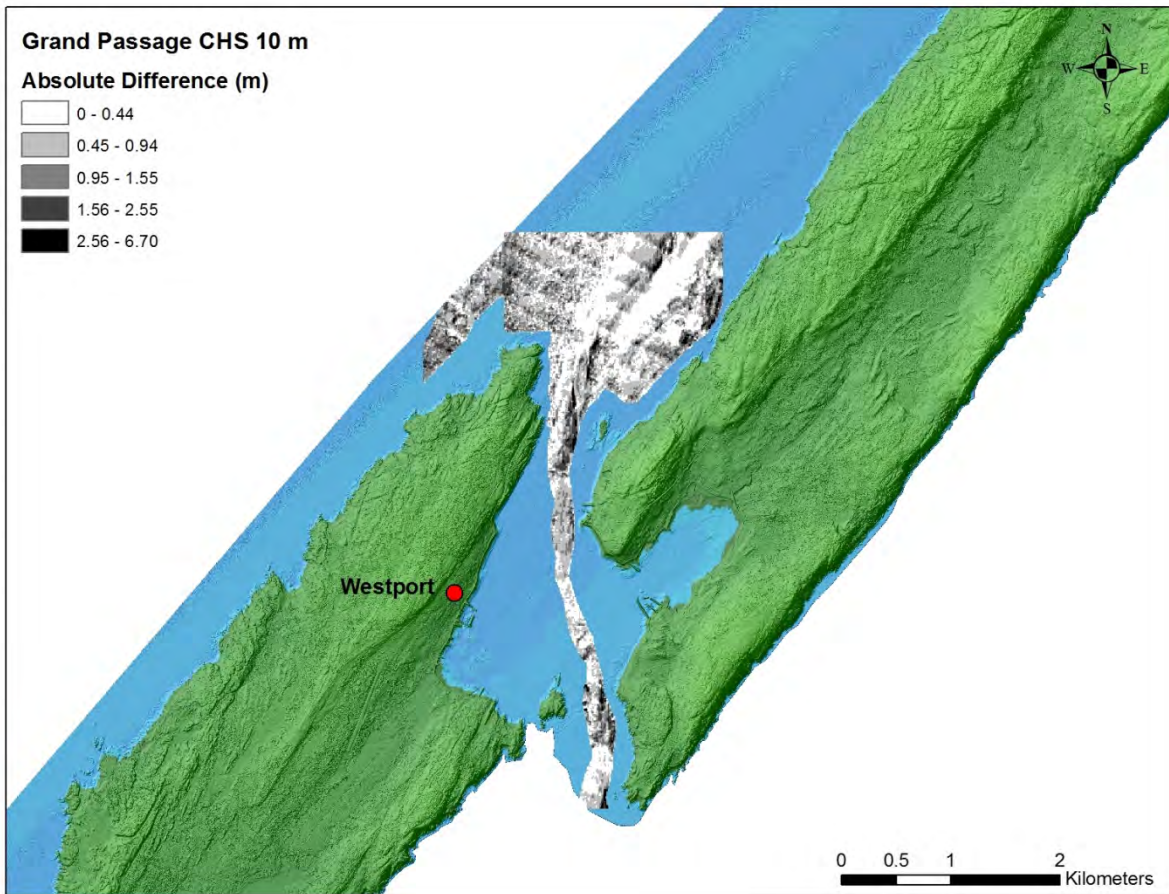 Grand Passage CHS 10 m
Absolute Difference (m)
0 - 0.44
0.45 - 0.94
0.95 - 1.55
1.56 - 2.55
2.56 - 6.70
N
W E
S
Westport
0 0.5 1 2
Kilometers